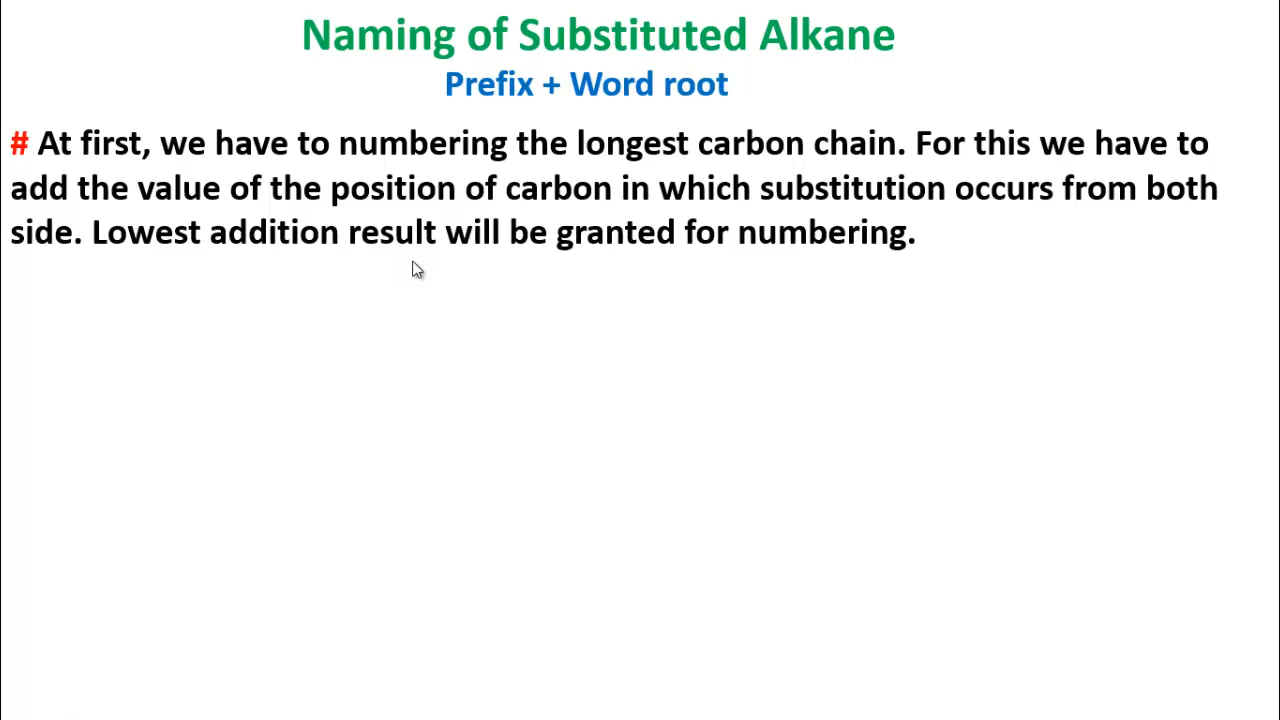 Naming of Substituted Alkane
Prefix + Word root
# At first, we have to numbering the longest carbon chain. For this we have to
add the value of the position of carbon in which substitution occurs from both
side. Lowest addition result will be granted for numbering.